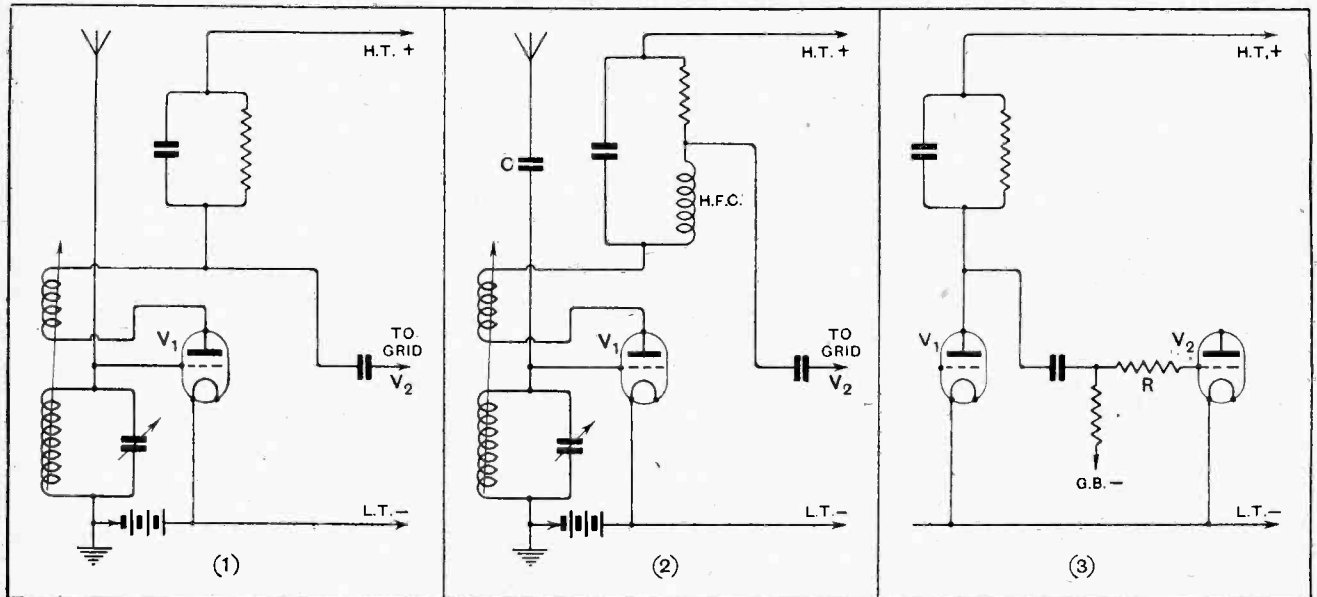 H.T. +
V1
TO
GRID
V2
L.T.–
(1)
H.T. +
C
H.F.C.
V1
TO
GRID
V2
L.T.–
(2)
H.T,+
V1
V2
R
G.B.–
L.T.–
(3)